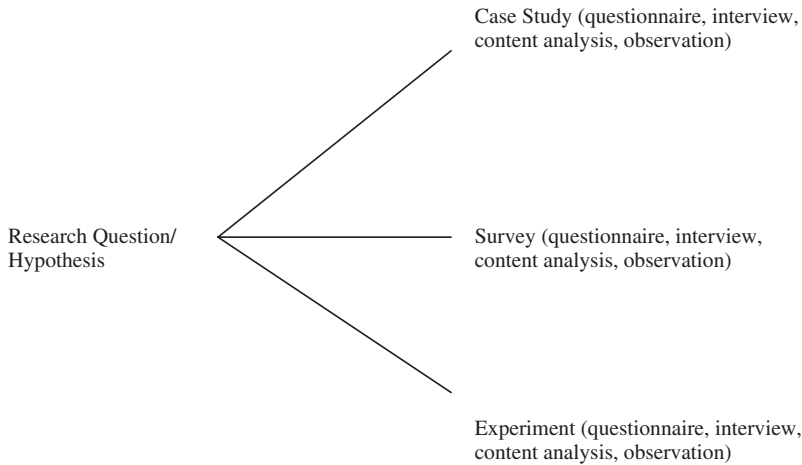 Case Study (questionnaire, interview,
content analysis, observation)
Research Question/
Hypothesis
Survey (questionnaire, interview,
content analysis, observation)
Experiment (questionnaire, interview,
content analysis, observation)